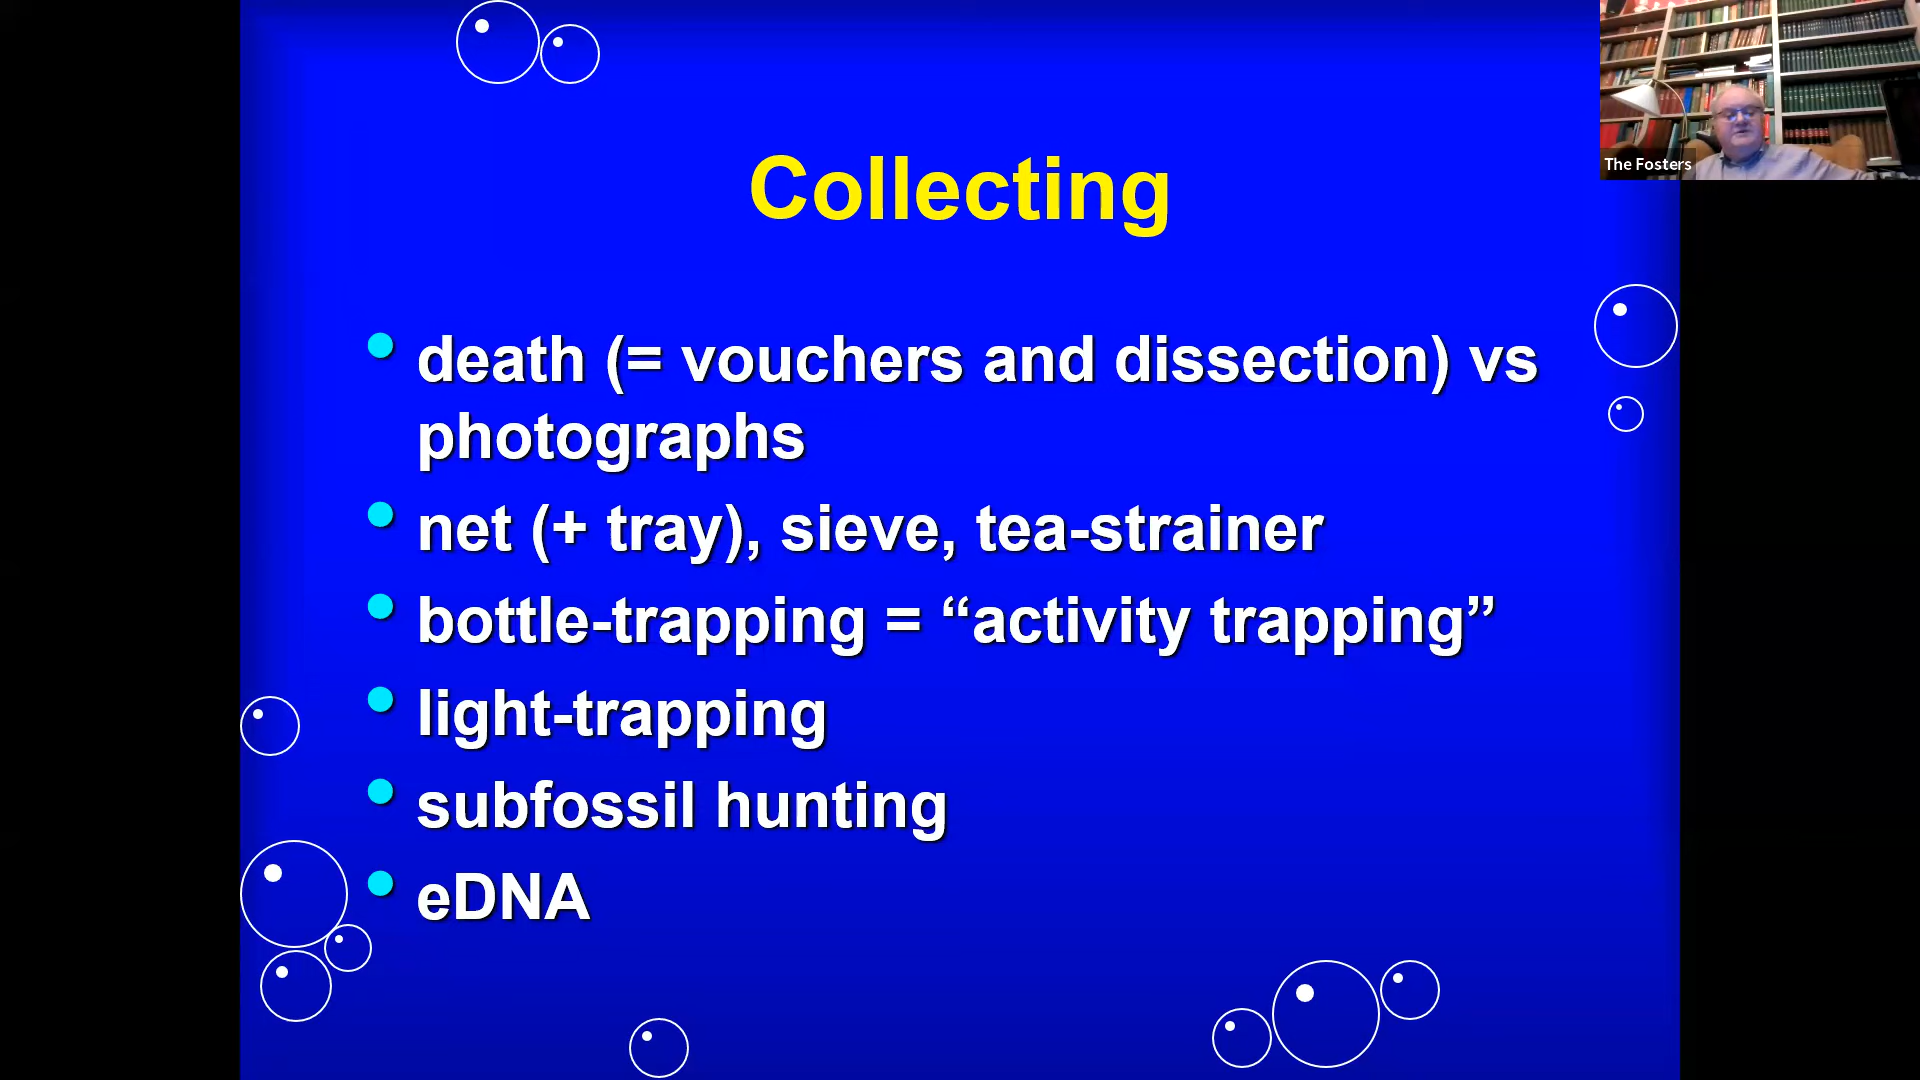 The Fosters
Collecting
death (= vouchers and dissection) vs
photographs
net (+ tray), sieve, tea-strainer
bottle-trapping = “activity trapping”
light-trapping
subfossil hunting
eDNA